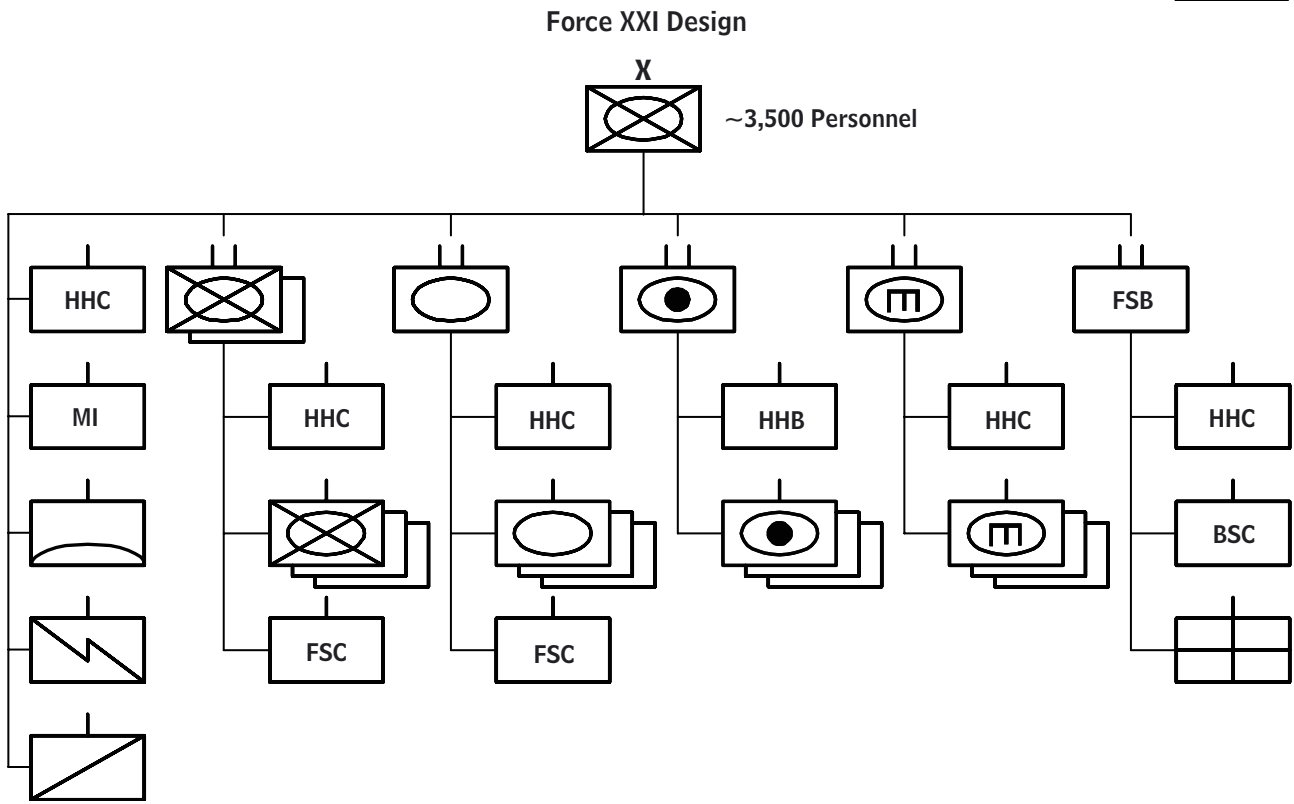 Force XXI Design
X
~3,500 Personnel
HHC
FSB
MI
HHC
HHC
HHB
HHC
HHC
BSC
FSC
FSC